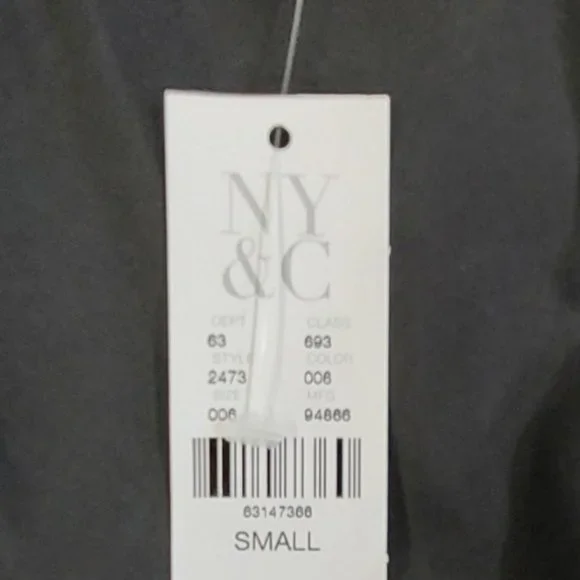 NY
&C
DEPT CLASS
63 693
STYLE COLOR
2473 006
SIZE MFG
006 94866
63147366
SMALL